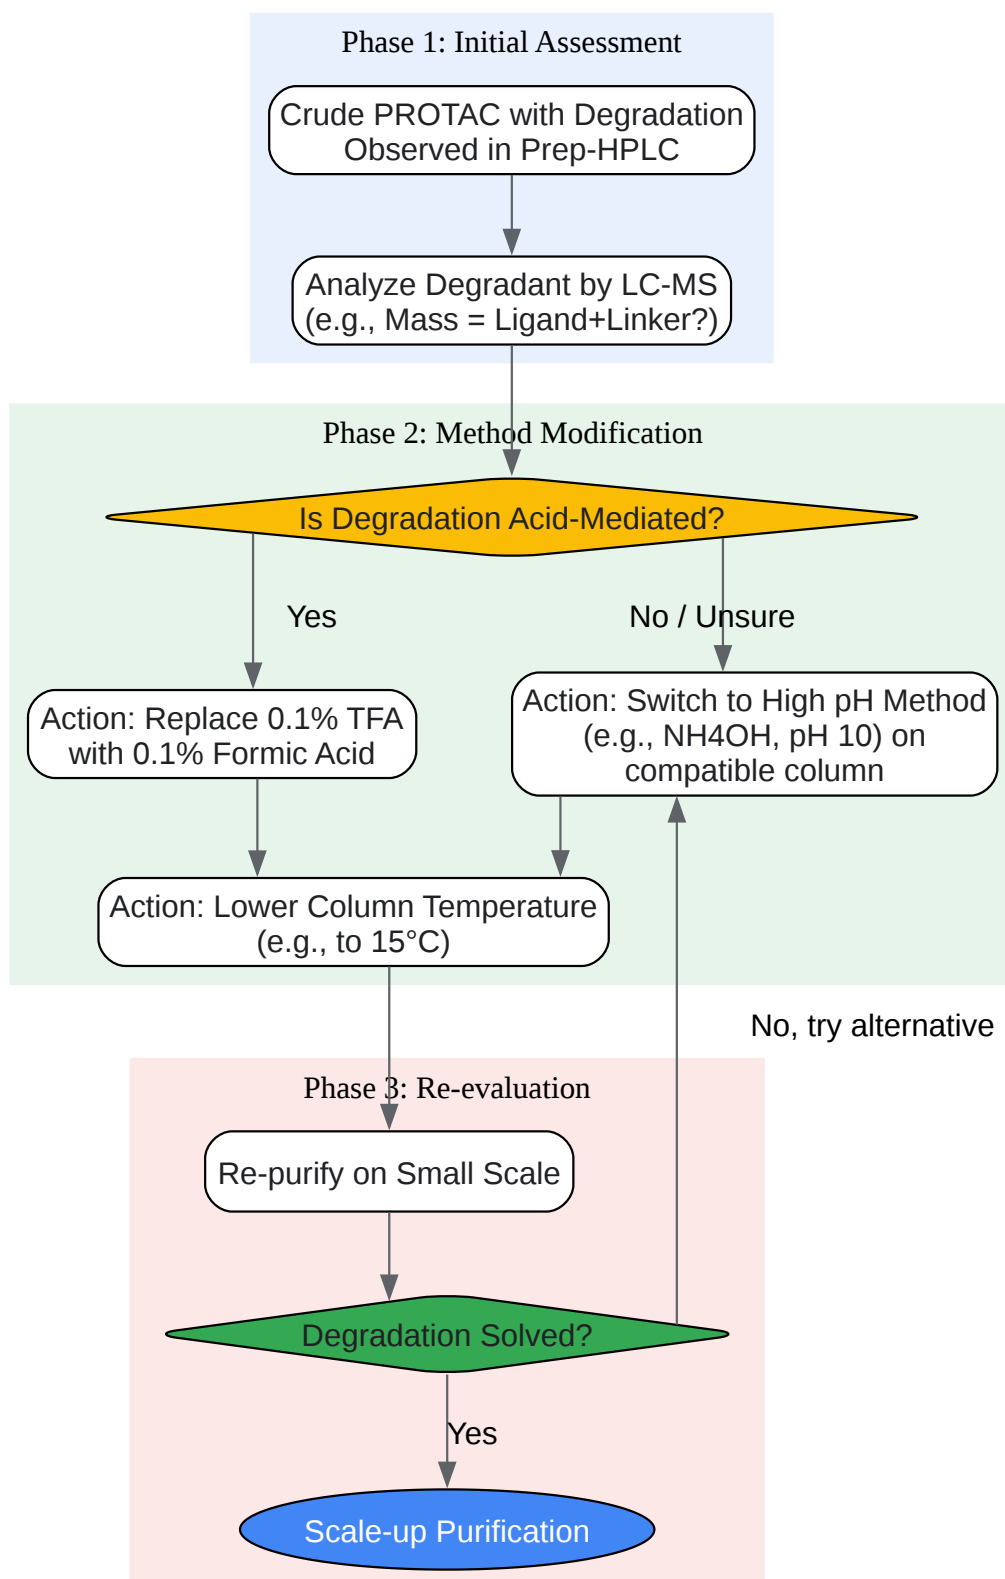 Phase 1: Initial Assessment
Crude PROTAC with Degradation
Observed in Prep-HPLC
Analyze Degradant by LC-MS
(e.g., Mass = Ligand+Linker?)
Phase 2: Method Modification
Is Degradation Acid-Mediated?
Yes
No / Unsure
Action: Replace 0.1% TFA
with 0.1% Formic Acid
Action: Switch to High pH Method
(e.g., NH4OH, pH 10) on
compatible column
Action: Lower Column Temperature
(e.g., to 15°C)
No, try alternative
Phase 3: Re-evaluation
Re-purify on Small Scale
Degradation Solved?
Yes
Scale-up Purification